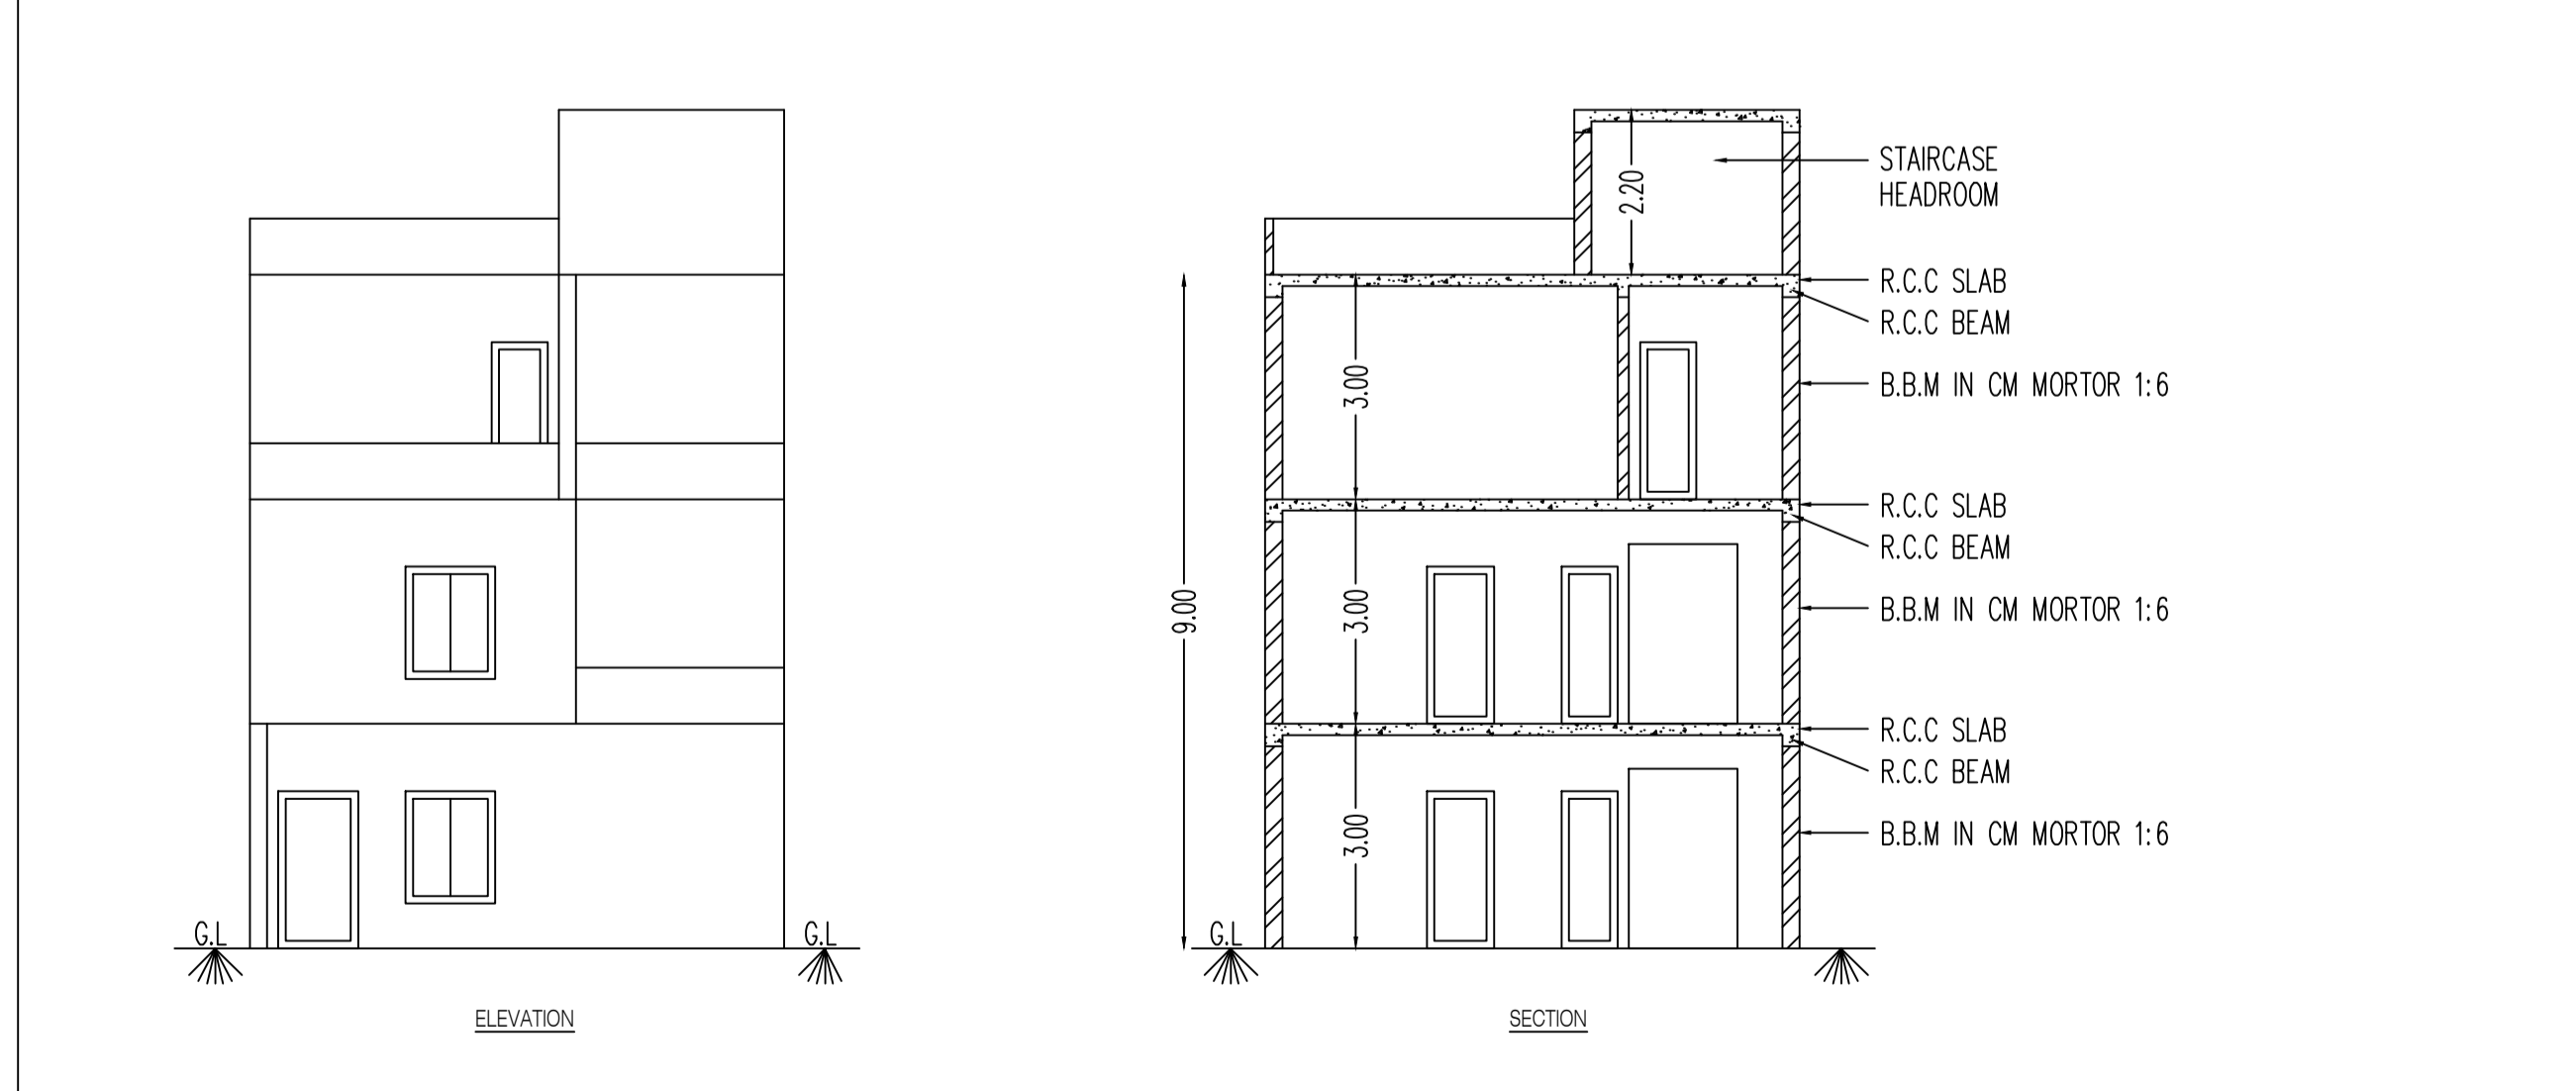 STAIRCASE
HEADROOM
2.20
R.C.C SLAB
R.C.C BEAM
3.00
B.B.M IN CM MORTOR 1:6
R.C.C SLAB
R.C.C BEAM
9.00
3.00
B.B.M IN CM MORTOR 1:6
R.C.C SLAB
R.C.C BEAM
3.00
B.B.M IN CM MORTOR 1:6
G.L
G.L
G.L
ELEVATION
SECTION